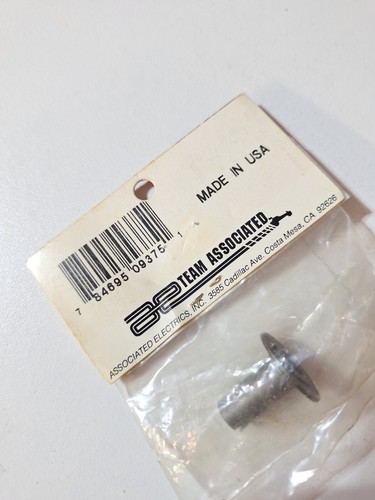 MADE IN USA
7 84695 09375 1
ae TEAM ASSOCIATED
ASSOCIATED ELECTRICS, INC. 3585 Cadillac Ave. Costa Mesa, CA 92626